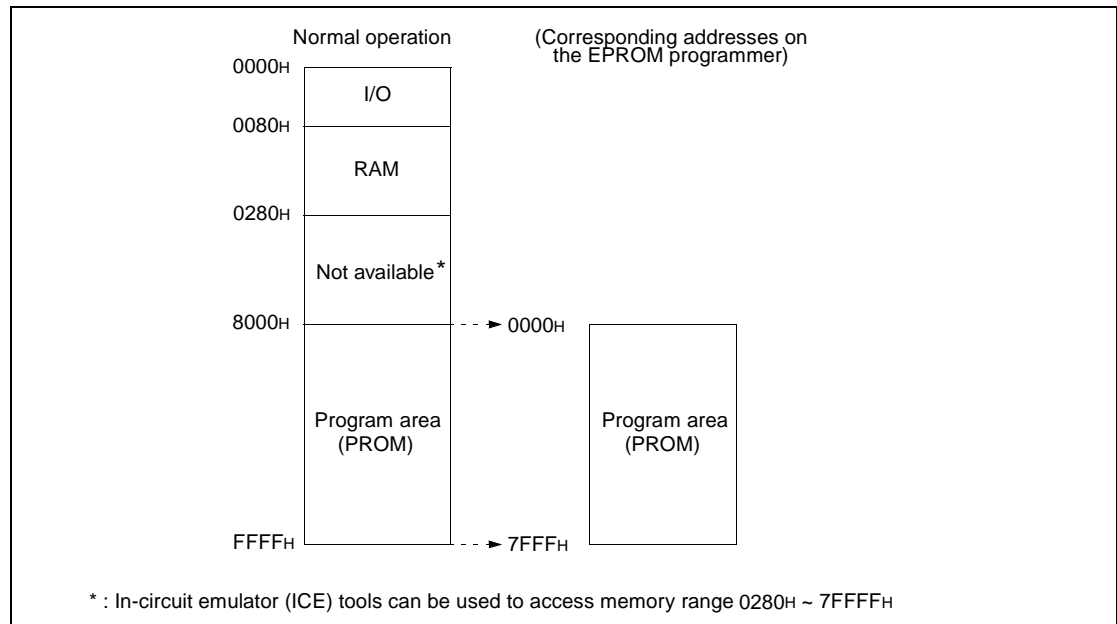 Normal operation
(Corresponding addresses on
the EPROM programmer)
0000H
I/O
0080H
RAM
0280H
Not available*
8000H
0000H
Program area
(PROM)
Program area
(PROM)
FFFFH
7FFFH
* : In-circuit emulator (ICE) tools can be used to access memory range 0280H ~ 7FFFFH